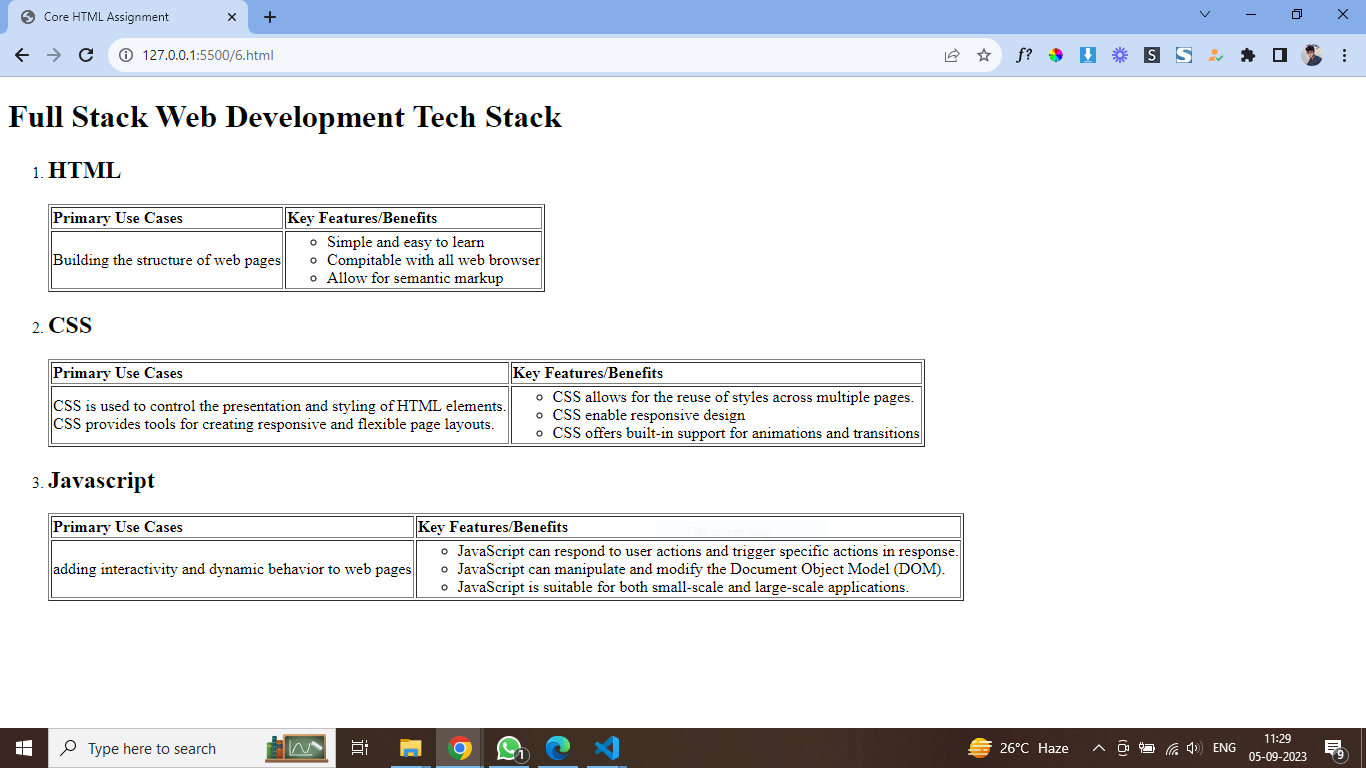 Core HTML Assignment
127.0.0.1:5500/6.html
f?
S
S
Full Stack Web Development Tech Stack
1. HTML
Primary Use Cases Key Features/Benefits
Building the structure of web pages
Simple and easy to learn
Compitable with all web browser
Allow for semantic markup
2. CSS
Primary Use Cases Key Features/Benefits
CSS is used to control the presentation and styling of HTML elements.
CSS provides tools for creating responsive and flexible page layouts.
CSS allows for the reuse of styles across multiple pages.
CSS enable responsive design
CSS offers built-in support for animations and transitions
3. Javascript
Primary Use Cases Key Features/Benefits
adding interactivity and dynamic behavior to web pages
JavaScript can respond to user actions and trigger specific actions in response.
JavaScript can manipulate and modify the Document Object Model (DOM).
JavaScript is suitable for both small-scale and large-scale applications.
Type here to search
1
26°C Haze
ENG
11:29
05-09-2023
9